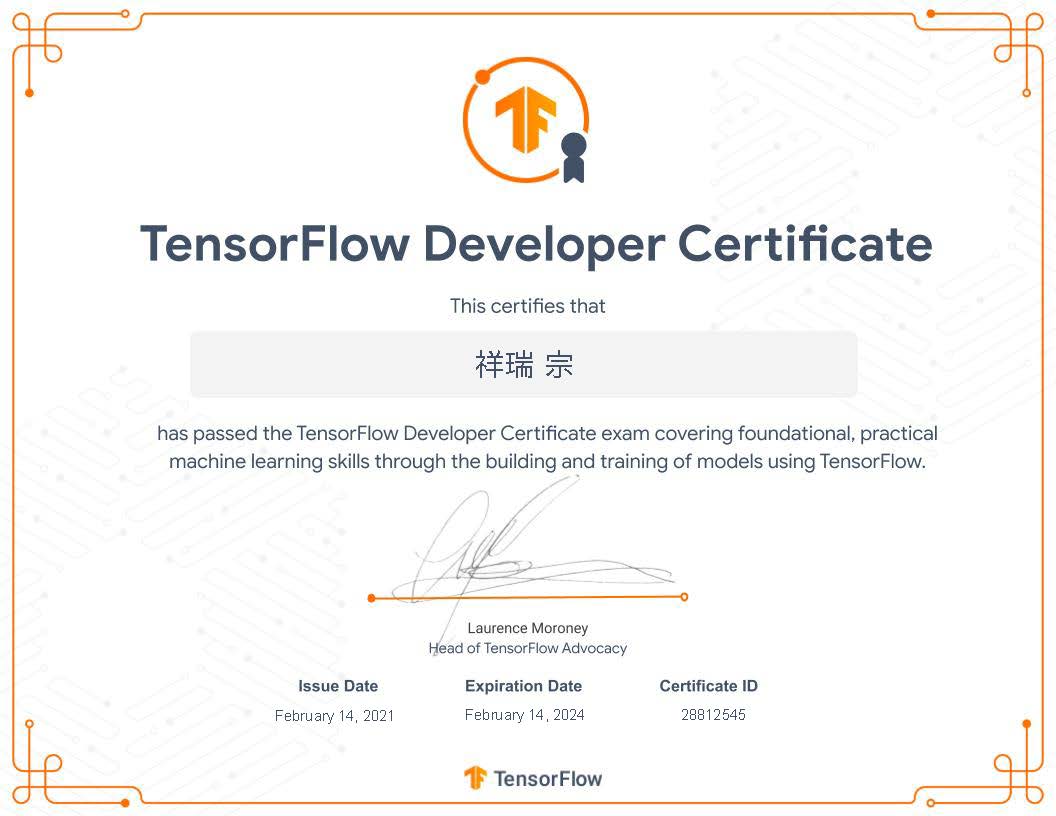 TensorFlow Developer Certificate
This certifies that
祥瑞 宗
has passed the TensorFlow Developer Certificate exam covering foundational, practical
machine learning skills through the building and training of models using TensorFlow.
Laurence Moroney
Head of TensorFlow Advocacy
Issue Date Expiration Date Certificate ID
February 14, 2021 February 14, 2024 28812545
TensorFlow